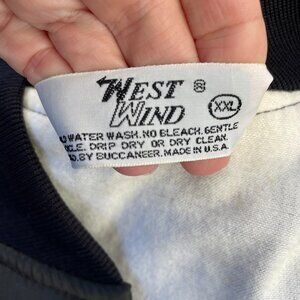 WEST ®
WIND XXL
WATER WASH. NO BLEACH. GENTLE
DRIP DRY OR DRY CLEAN.
BY BUCCANEER. MADE IN U.S.A.